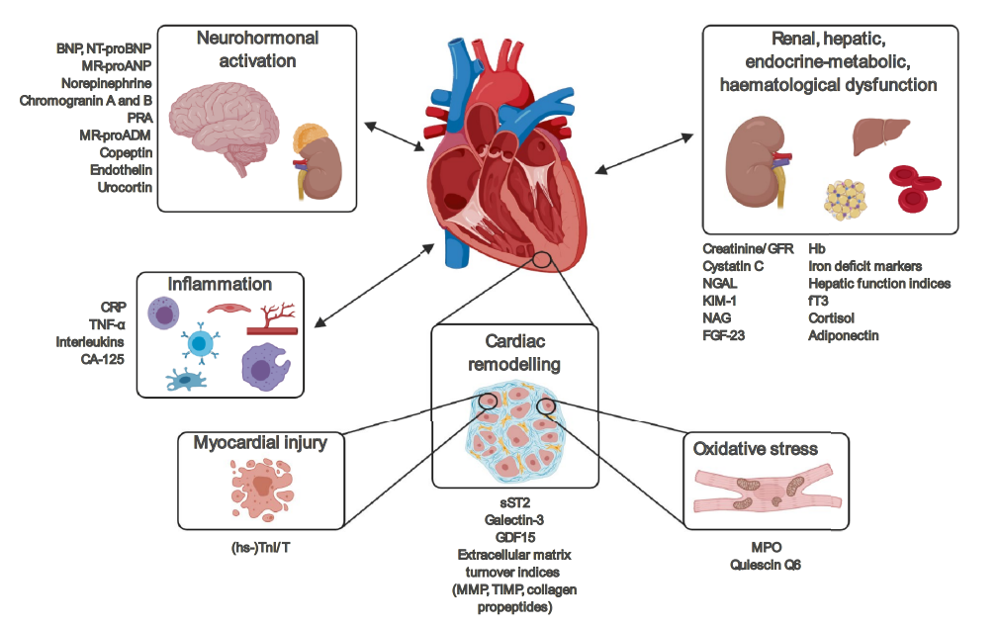 Neurohormonal
activation
BNP, NT-proBNP
MR-proANP
Norepinephrine
Chromogranin A and B
PRA
MR-proADM
Copeptin
Endothelin
Urocortin
Renal, hepatic,
endocrine-metabolic,
haematological dysfunction
Creatinine/GFR
Cystatin C
NGAL
KIM-1
NAG
FGF-23
Hb
Iron deficit markers
Hepatic function indices
fT3
Cortisol
Adiponectin
Inflammation
CRP
TNF-α
Interleukins
CA-125
Cardiac
remodelling
sST2
Galectin-3
GDF15
Extracellular matrix
turnover indices
(MMP, TIMP, collagen
propeptides)
Myocardial injury
(hs-)TnI/T
Oxidative stress
MPO
Qulescin Q6